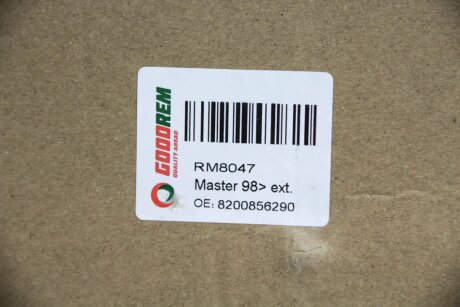 GOODREM
QUALITY AHEAD
RM8047
Master 98> ext.
OE: 8200856290